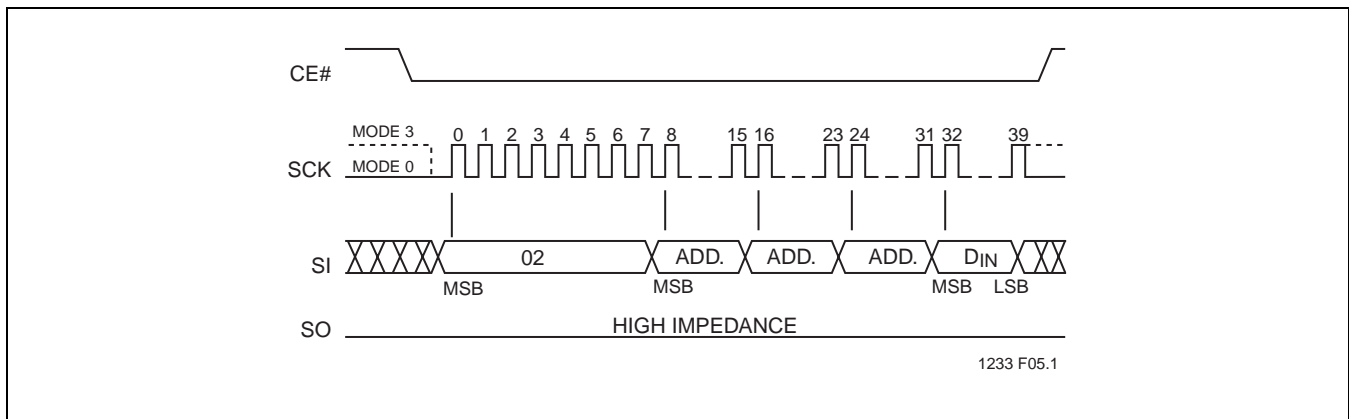 CE#
MODE 3
0 1 2 3 4 5 6 7 8 15 16 23 24 31 32 39
SCK MODE 0
SI 02 ADD. ADD. ADD. DIN
MSB MSB MSB LSB
SO HIGH IMPEDANCE
1233 F05.1